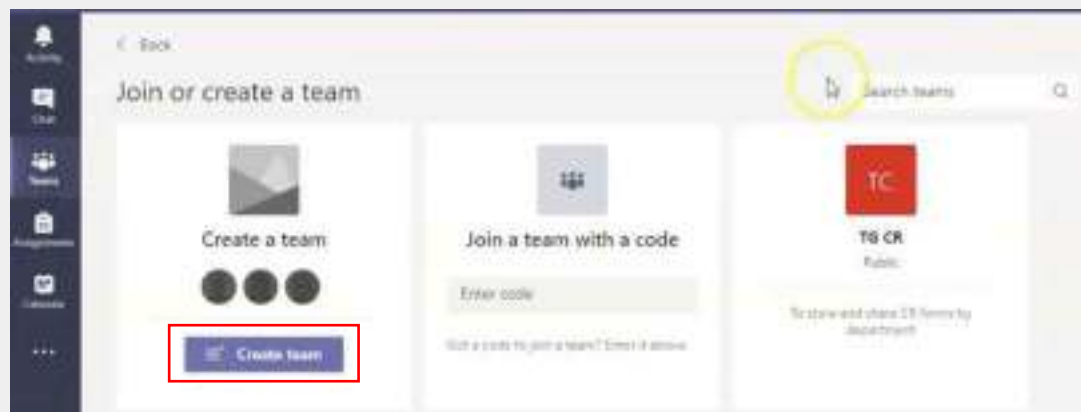 Activity
Back
Join or create a team
Search teams
Chat
Teams
Create a team
Join a team with a code
TC
TG CR
Public
Enter code
Create team
Got a code to join a team? Enter it above.
To store and share CR forms by
department
Assignments
Calendar